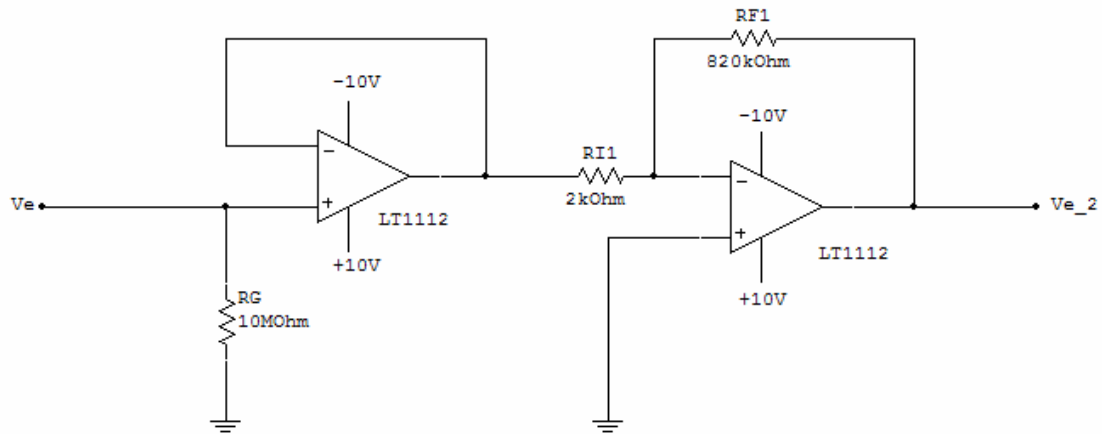 RF1
820kOhm
-10V
-10V
RI1
2kOhm
Ve
LT1112
Ve_2
LT1112
+10V
+10V
RG
10MOhm